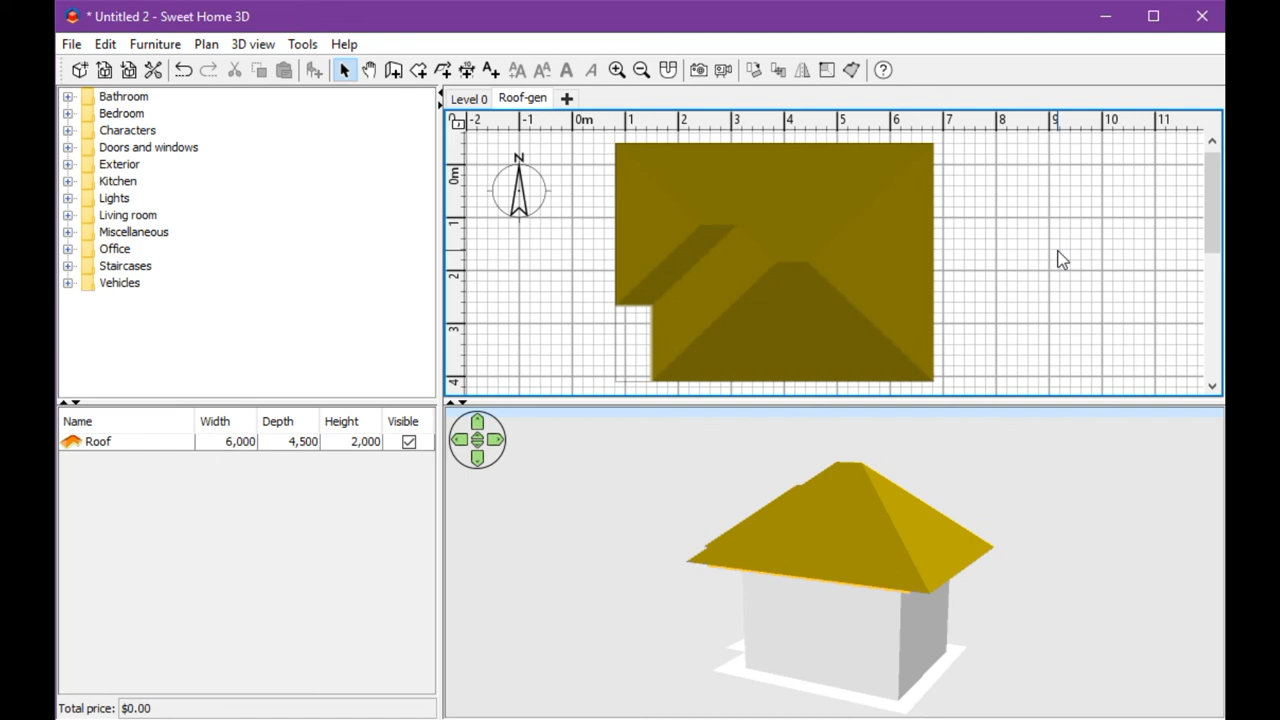 * Untitled 2 - Sweet Home 3D
File Edit Furniture Plan 3D view Tools Help
Bathroom
Bedroom
Characters
Doors and windows
Exterior
Kitchen
Lights
Living room
Miscellaneous
Office
Staircases
Vehicles
Level 0 Roof-gen
-2 -1 0m 1 2 3 4 5 6 7 8 9 10 11
0m
1
2
3
4
N
Name Width Depth Height Visible
Roof 6,000 4,500 2,000
Total price: $0.00